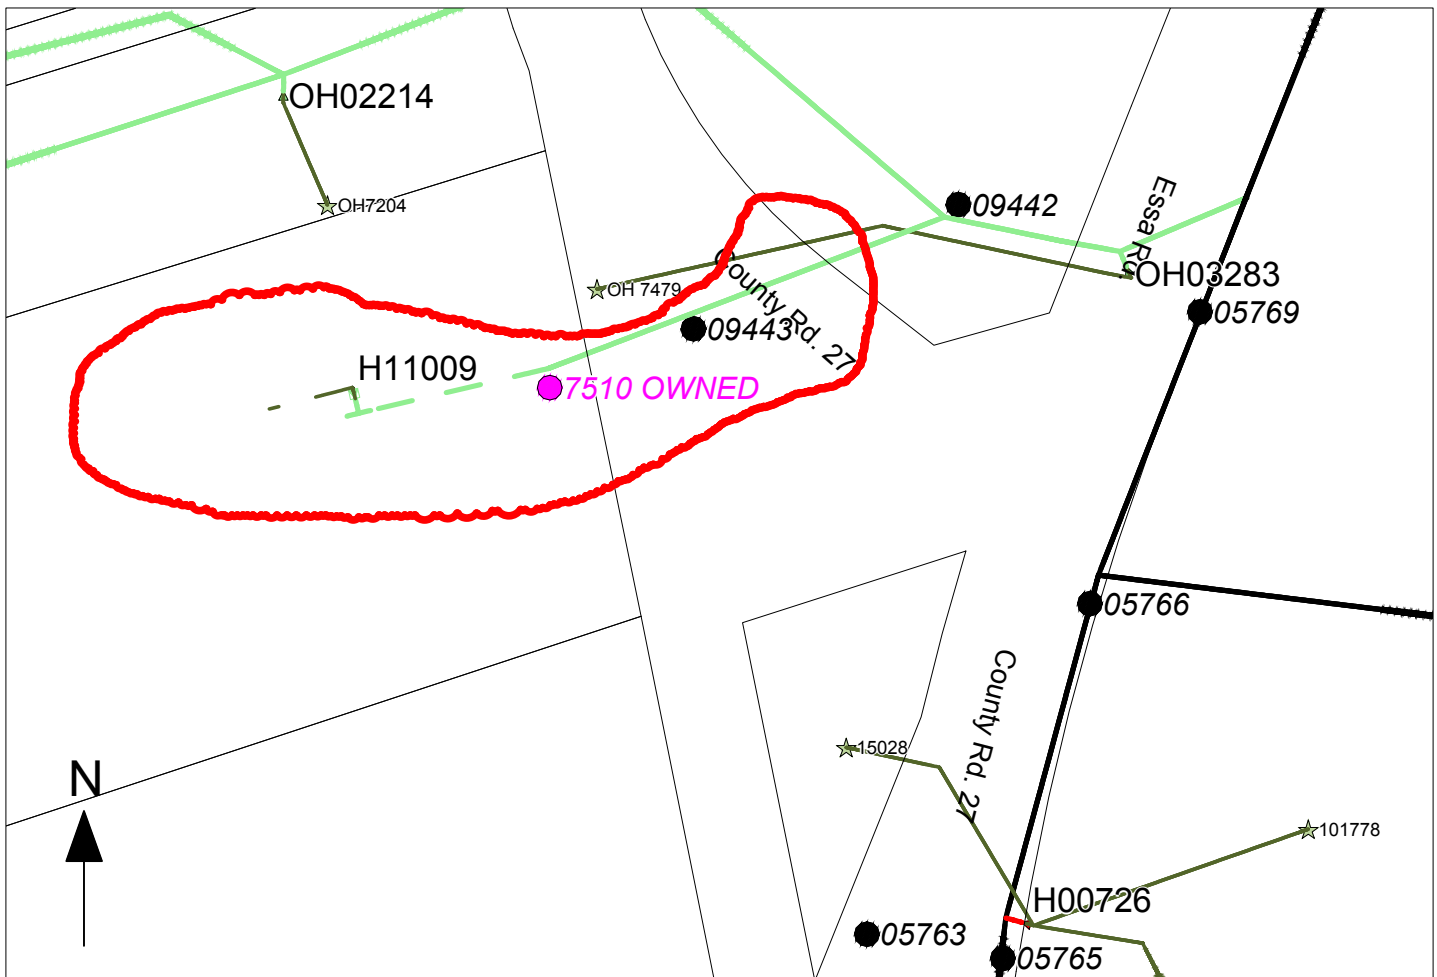 OH02214
OH7204
09442
Essa Rd
OH03283
County Rd. 27
OH 7479
05769
09443
H11009
7510 OWNED
05766
County Rd. 27
15028
N
101778
H00726
05763
05765